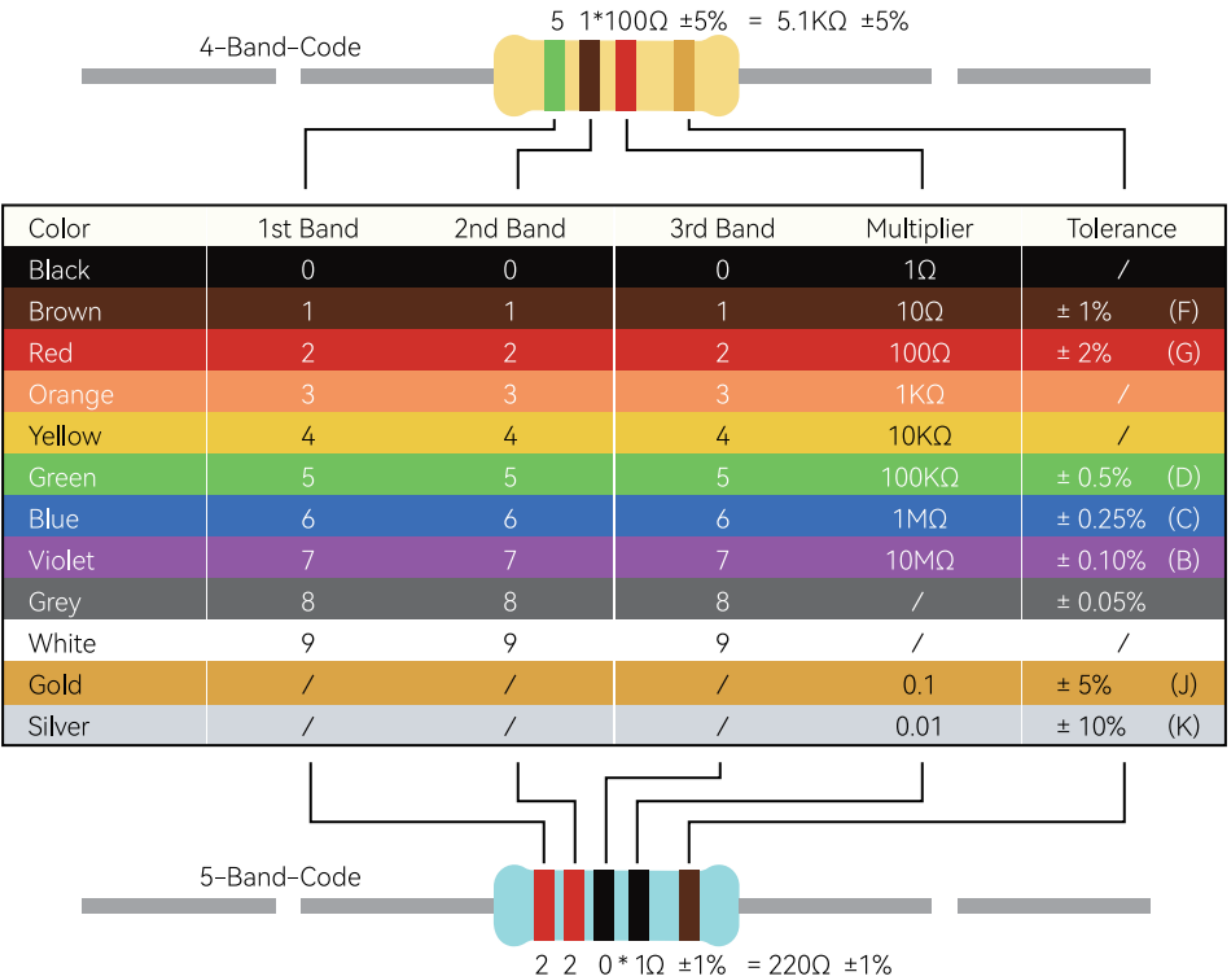 5 1*100Ω ±5% = 5.1KΩ ±5%
4-Band-Code
Color 1st Band 2nd Band 3rd Band Multiplier Tolerance
Black 0 0 0 1Ω /
Brown 1 1 1 10Ω ± 1% (F)
Red 2 2 2 100Ω ± 2% (G)
Orange 3 3 3 1KΩ /
Yellow 4 4 4 10KΩ /
Green 5 5 5 100KΩ ± 0.5% (D)
Blue 6 6 6 1MΩ ± 0.25% (C)
Violet 7 7 7 10MΩ ± 0.10% (B)
Grey 8 8 8 / ± 0.05%
White 9 9 9 / /
Gold / / / 0.1 ± 5% (J)
Silver / / / 0.01 ± 10% (K)
5-Band-Code
2 2 0 * 1Ω ±1% = 220Ω ±1%